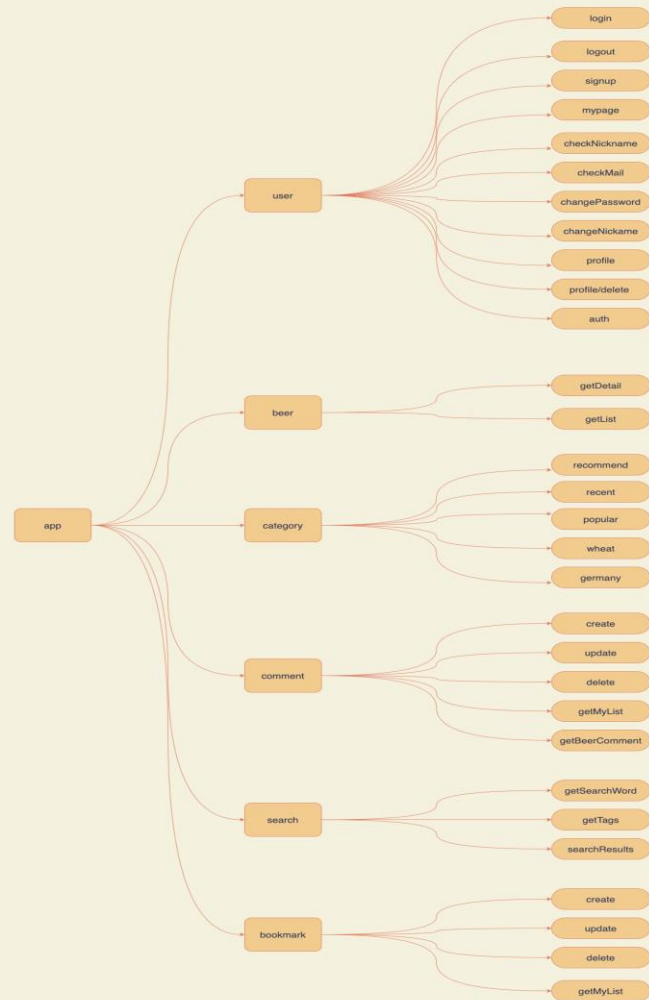 login
logout
signup
mypage
checkNickname
checkMail
user
changePassword
changeNickame
profile
profile/delete
auth
getDetail
beer
getList
recommend
recent
popular
app
category
wheat
germany
create
update
comment
delete
getMyList
getBeerComment
getSearchWord
search
getTags
searchResults
create
update
bookmark
delete
getMyList